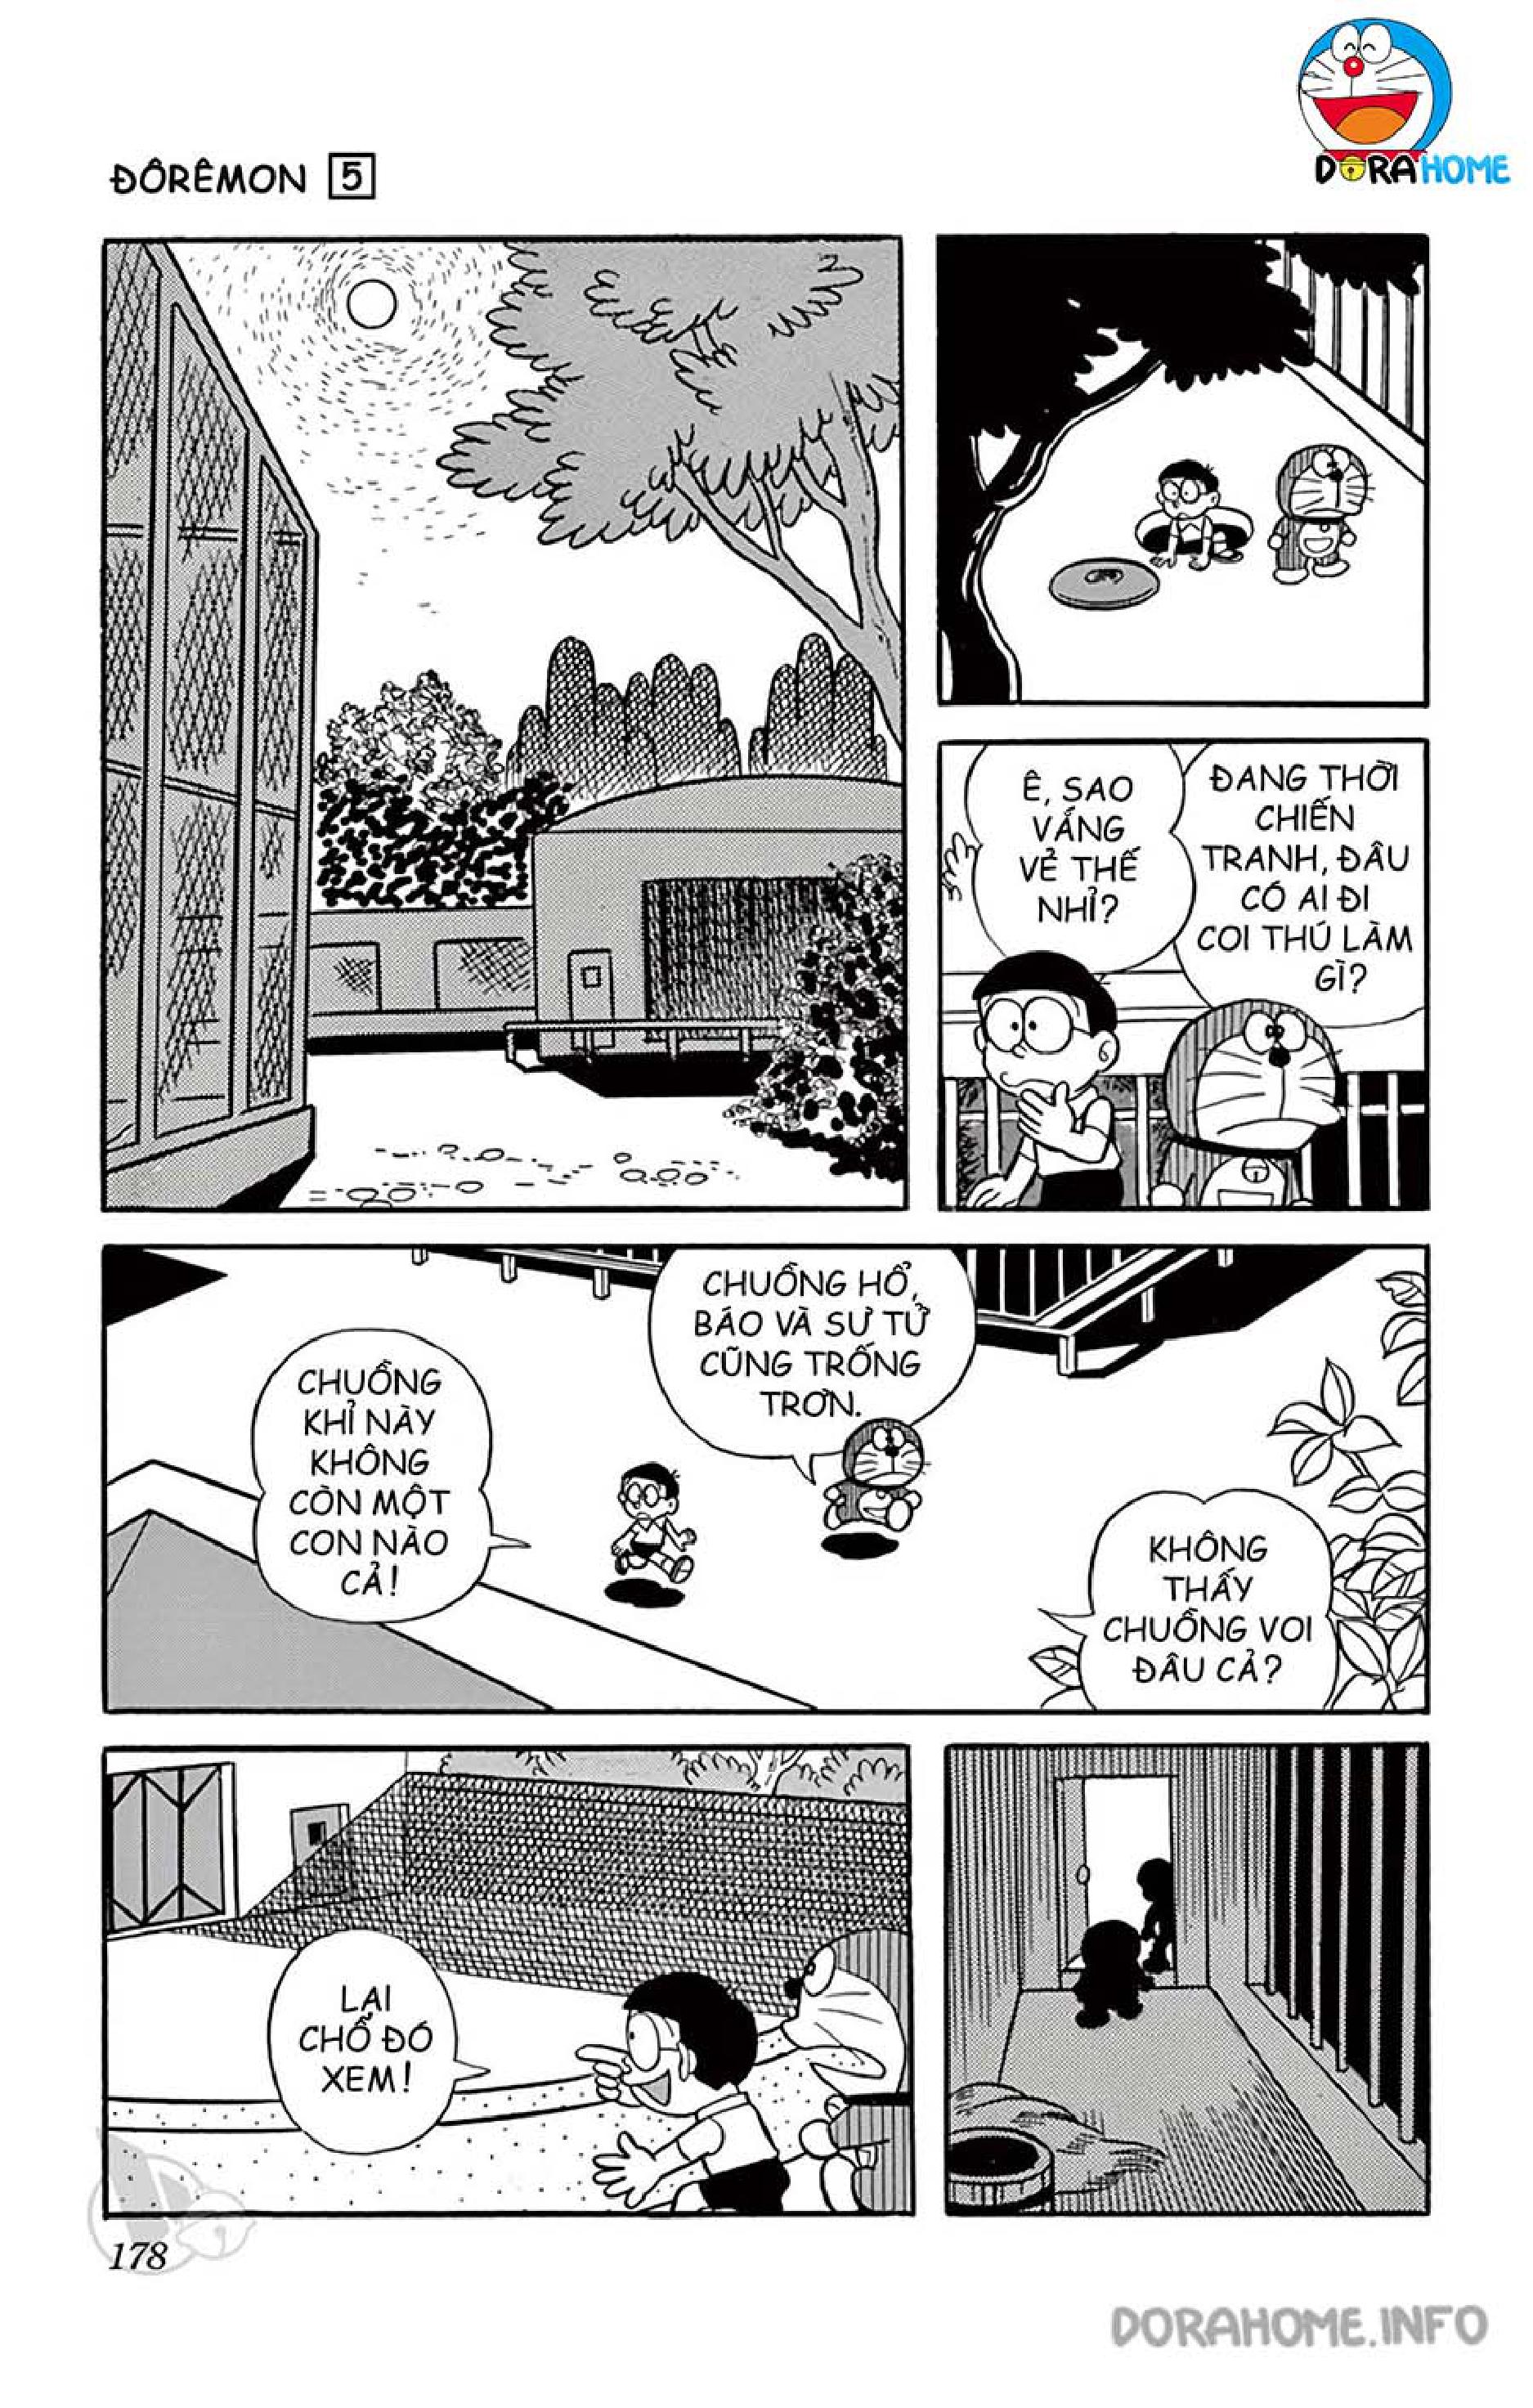 DORAHOME
ĐÔRÊMON 5
Ê, SAO
VẮNG
VẺ THẾ
NHỈ?
ĐANG THỜI
CHIẾN
TRANH, ĐÂU
CÓ AI ĐI
COI THÚ LÀM
GÌ?
CHUỒNG
KHỈ NÀY
KHÔNG
CÒN MỘT
CON NÀO
CẢ!
CHUỒNG HỔ,
BÁO VÀ SƯ TỬ
CŨNG TRỐNG
TRƠN.
KHÔNG
THẤY
CHUỒNG VOI
ĐÂU CẢ?
LẠI
CHỖ ĐÓ
XEM!
178
DORAHOME.INFO